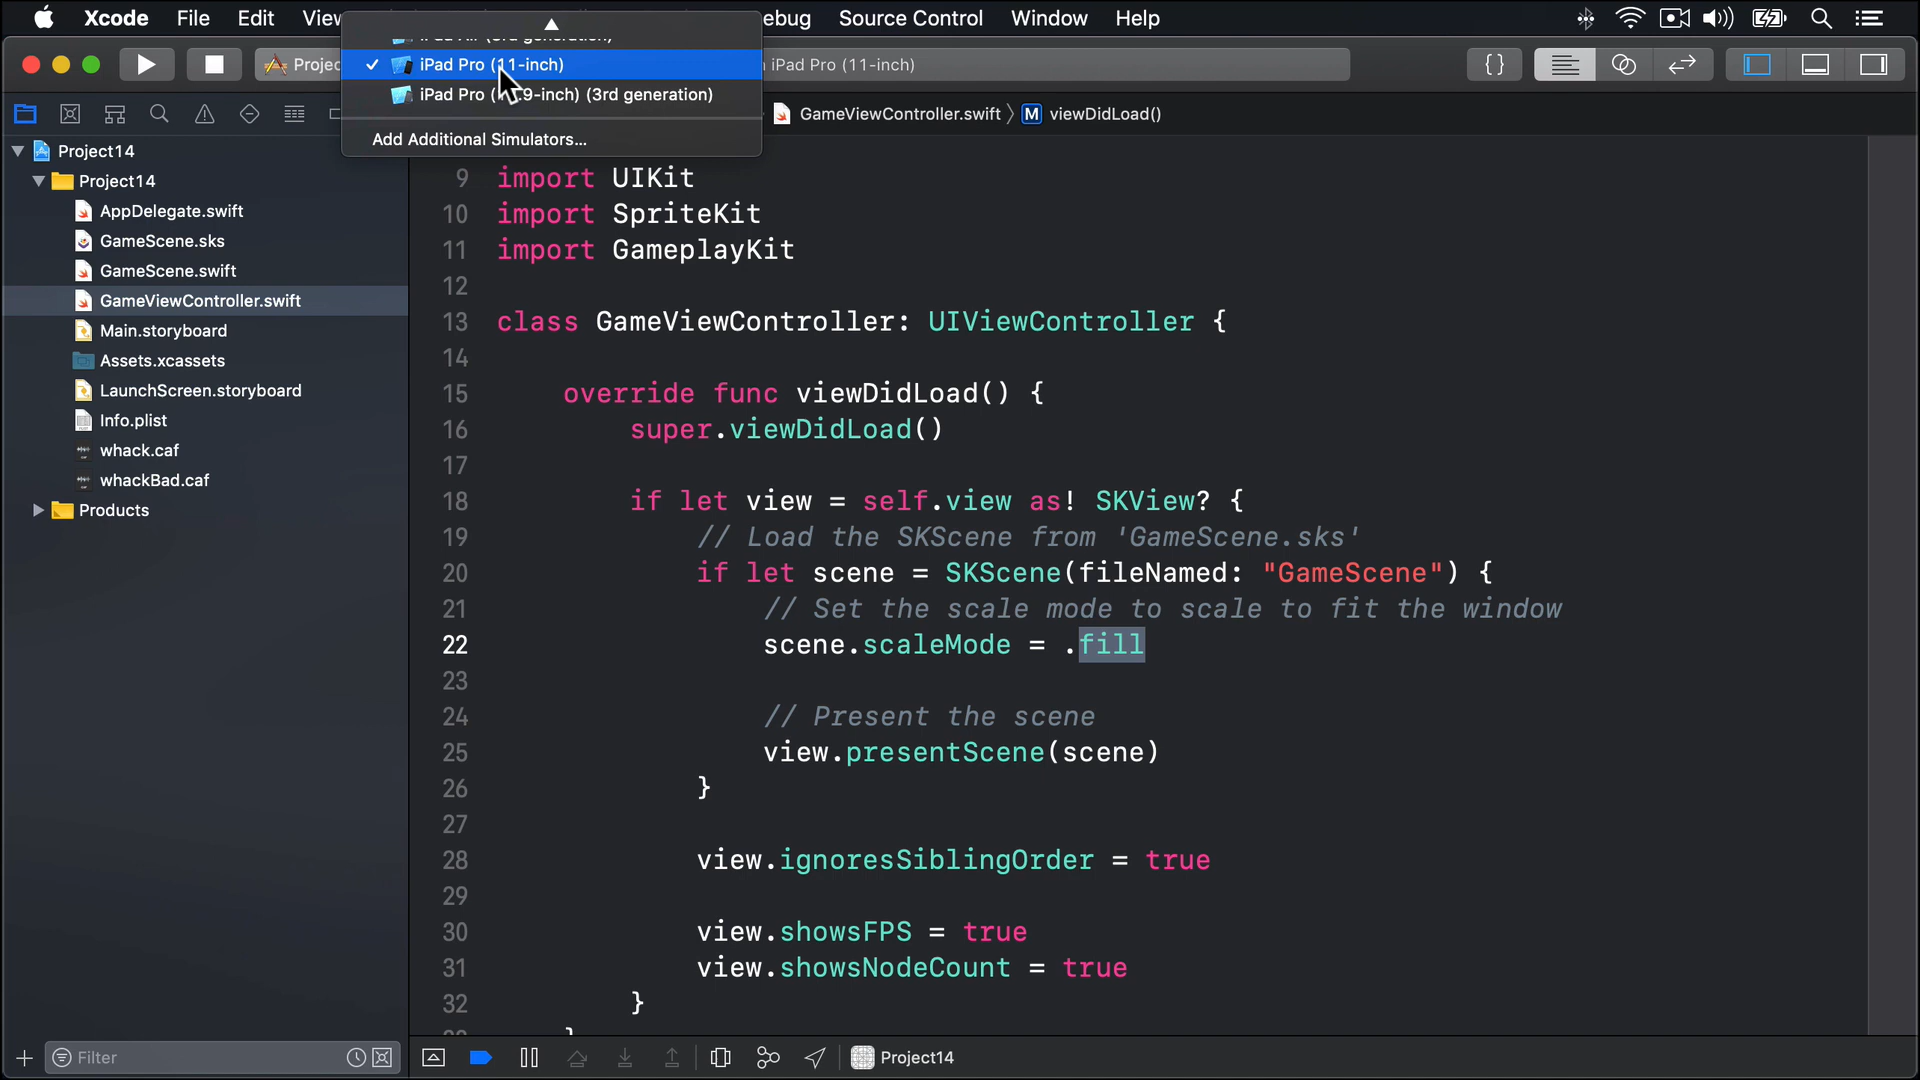 Xcode File Edit View ebug Source Control Window Help
iPad Air (3rd generation)
Projec iPad Pro (11-inch) iPad Pro (11-inch)
iPad Pro ( 9-inch) (3rd generation)
Add Additional Simulators...
GameViewController.swift M viewDidLoad()
Project14
Project14
AppDelegate.swift
GameScene.sks
GameScene.swift
GameViewController.swift
Main.storyboard
Assets.xcassets
LaunchScreen.storyboard
Info.plist
whack.caf
whackBad.caf
Products
9 import UIKit
10 import SpriteKit
11 import GameplayKit
12
13 class GameViewController: UIViewController {
14
15 override func viewDidLoad() {
16 super.viewDidLoad()
17
18 if let view = self.view as! SKView? {
19 // Load the SKScene from 'GameScene.sks'
20 if let scene = SKScene(fileNamed: "GameScene") {
21 // Set the scale mode to scale to fit the window
22 scene.scaleMode = .fill
23
24 // Present the scene
25 view.presentScene(scene)
26 }
27
28 view.ignoresSiblingOrder = true
29
30 view.showsFPS = true
31 view.showsNodeCount = true
32 }
Filter
Project14